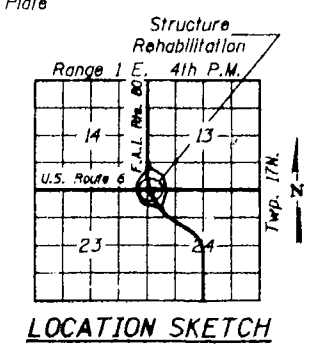 Plate
Structure
Rehabilitation
Range 1 E. 4th P.M.
F.A.I. Rte. 80
14
13
U.S. Route 6
Twp. 17N.
Z
23
24
LOCATION SKETCH